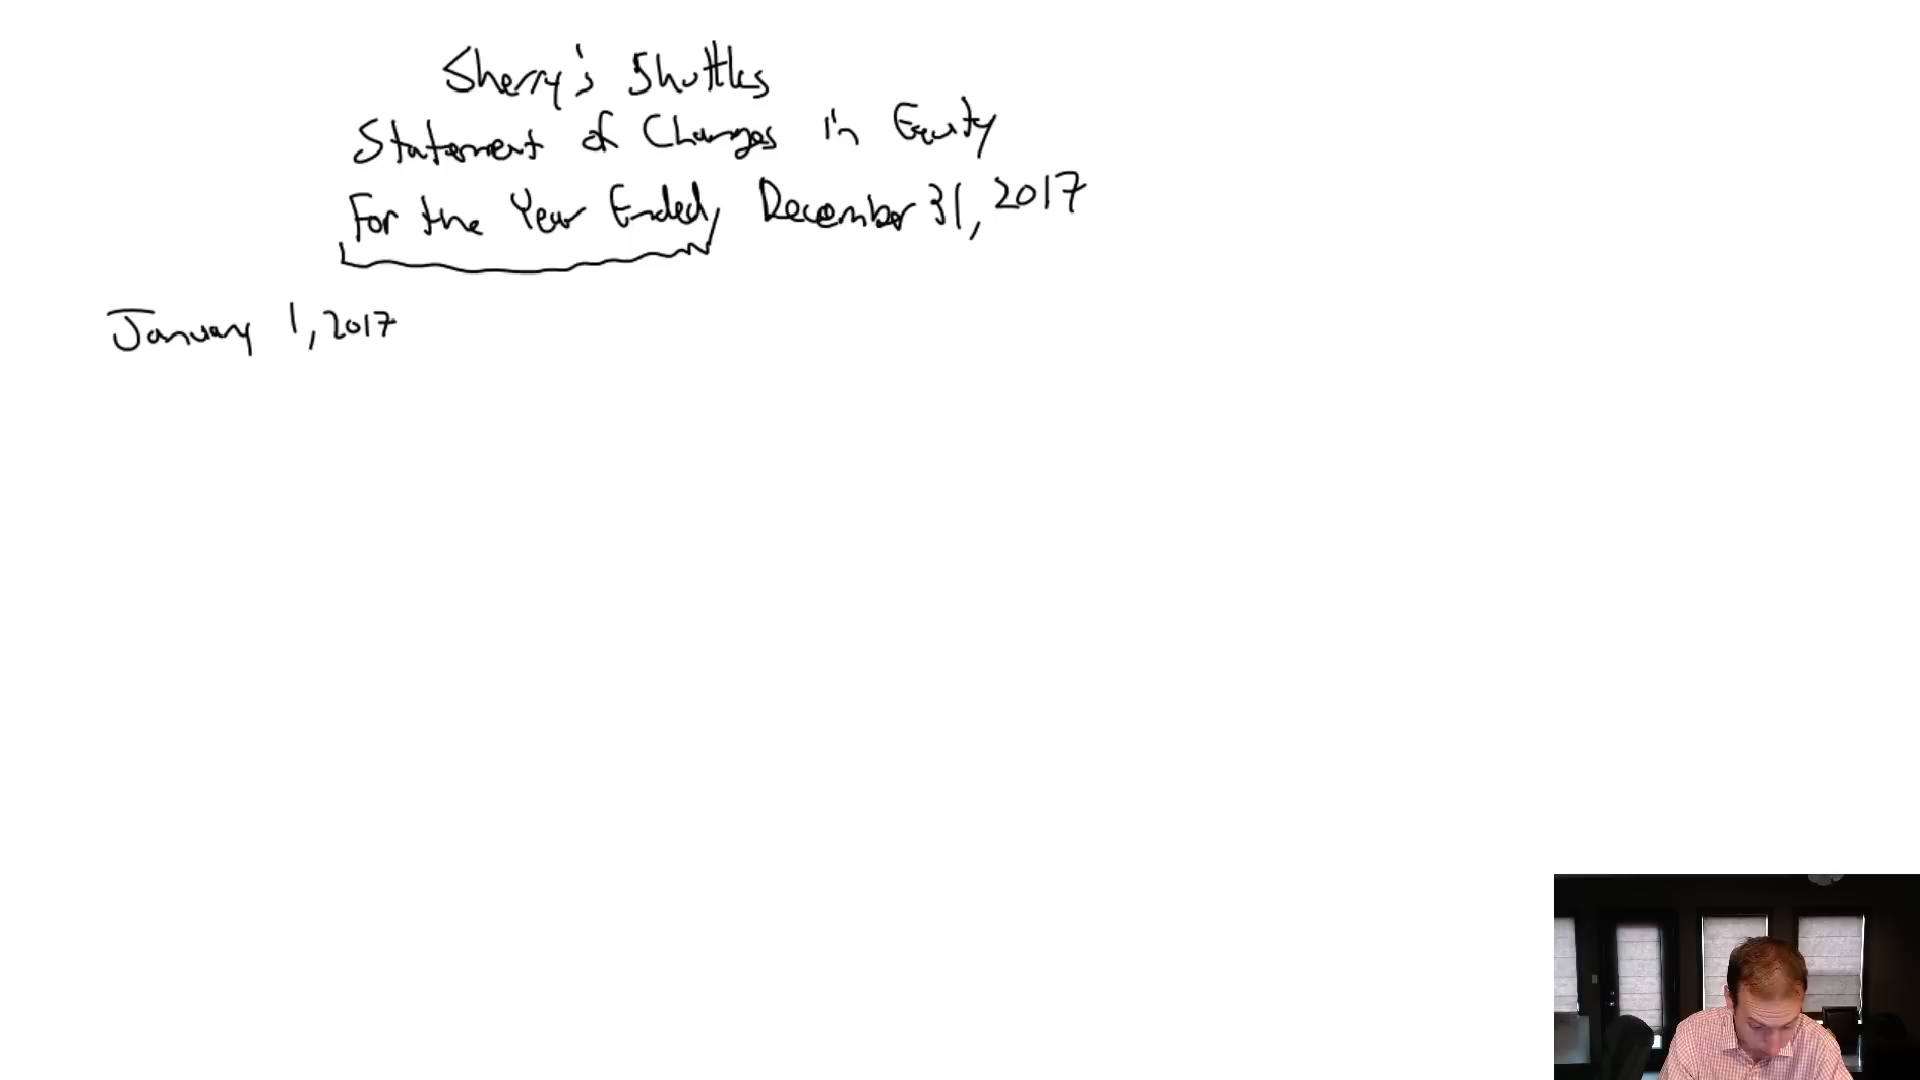 Sherry's Shuttles
Statement of Changes in Equity
For the Year Ended, December 31, 2017
January 1, 2017